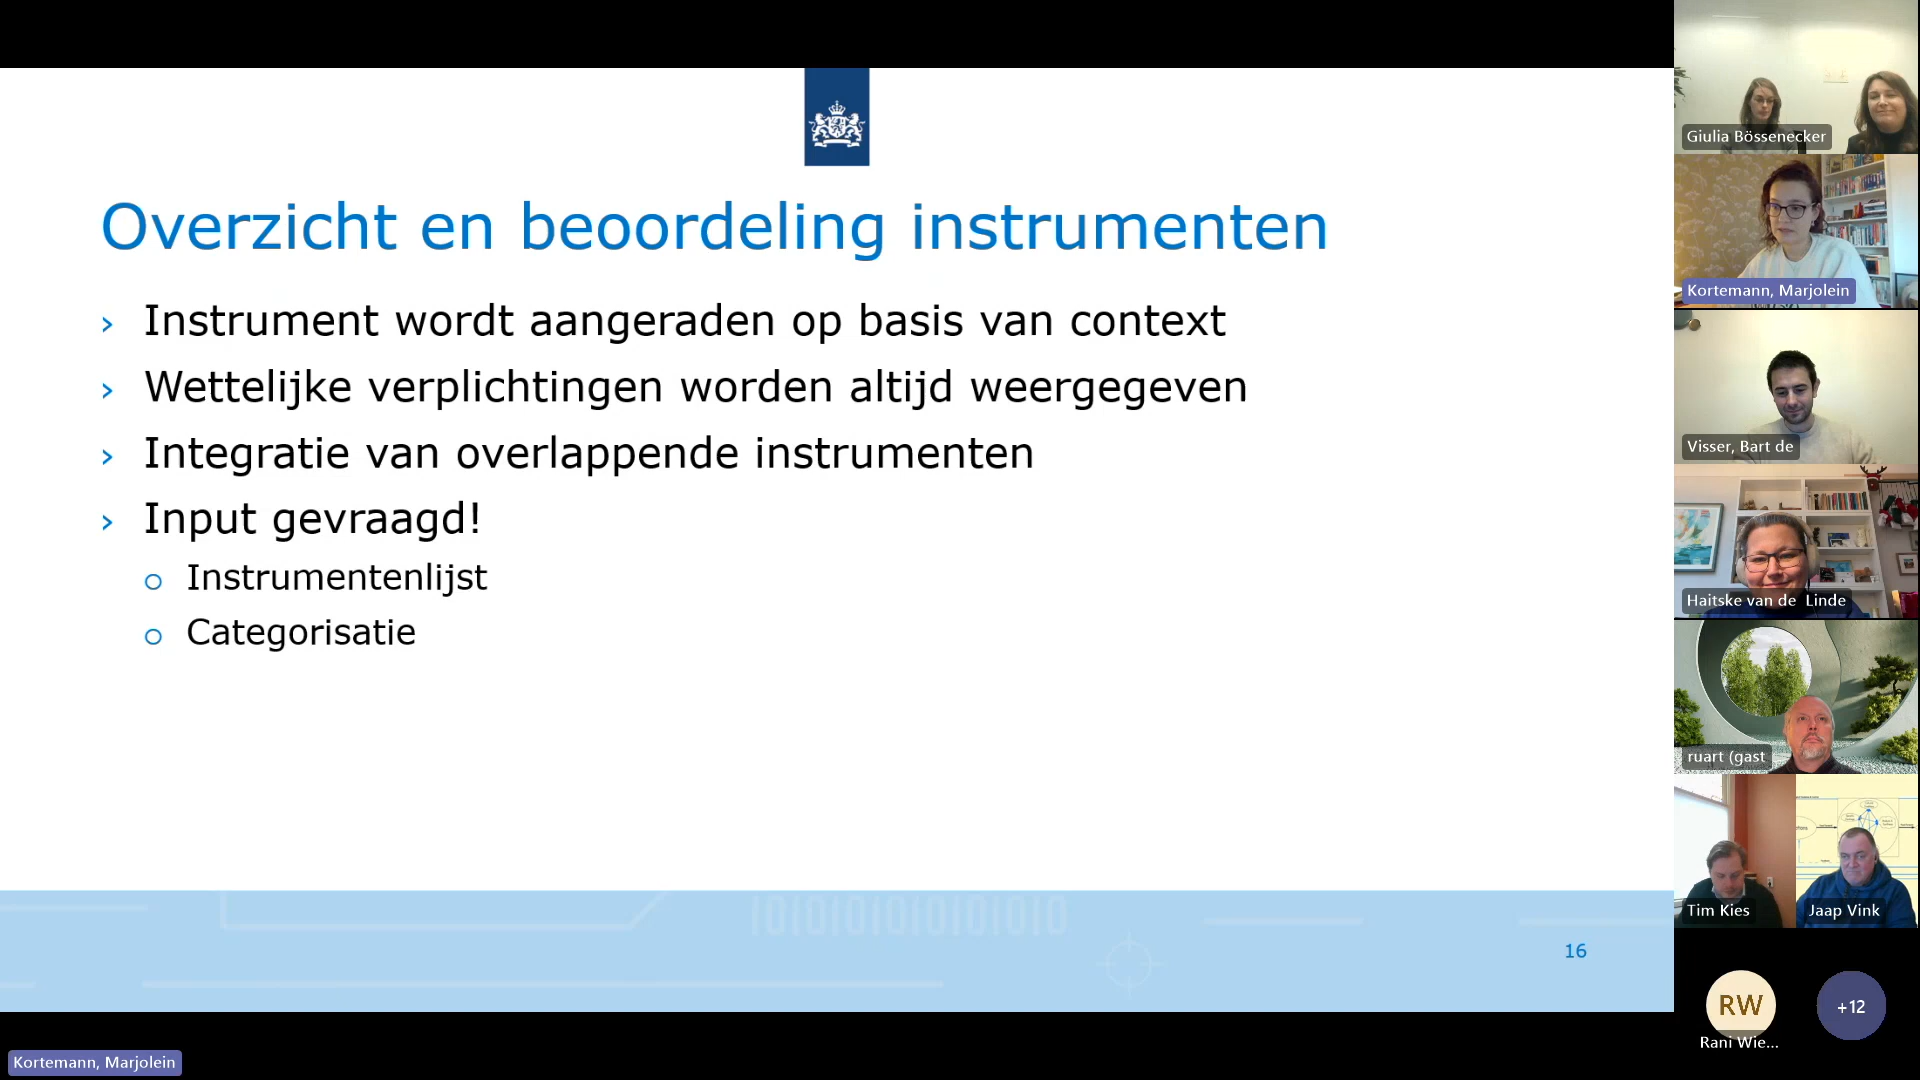 Overzicht en beoordeling instrumenten
› Instrument wordt aangeraden op basis van context
› Wettelijke verplichtingen worden altijd weergegeven
› Integratie van overlappende instrumenten
› Input gevraagd!
o Instrumentenlijst
o Categorisatie
16
Kortemann, Marjolein
Giulia Bössenecker
Kortemann, Marjolein
Visser, Bart de
Haitske van de Linde
ruart (gast
Tim Kies
Jaap Vink
RW
Rani Wie...
+12